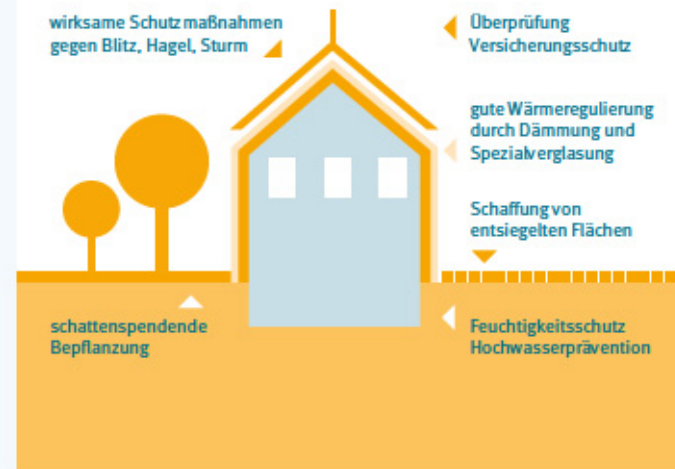 wirksame Schutzmaßnahmen
gegen Blitz, Hagel, Sturm
Überprüfung
Versicherungsschutz
gute Wärmeregulierung
durch Dämmung und
Spezialverglasung
Schaffung von
entsiegelten Flächen
schattenspendende
Bepflanzung
Feuchtigkeitsschutz
Hochwasserprävention